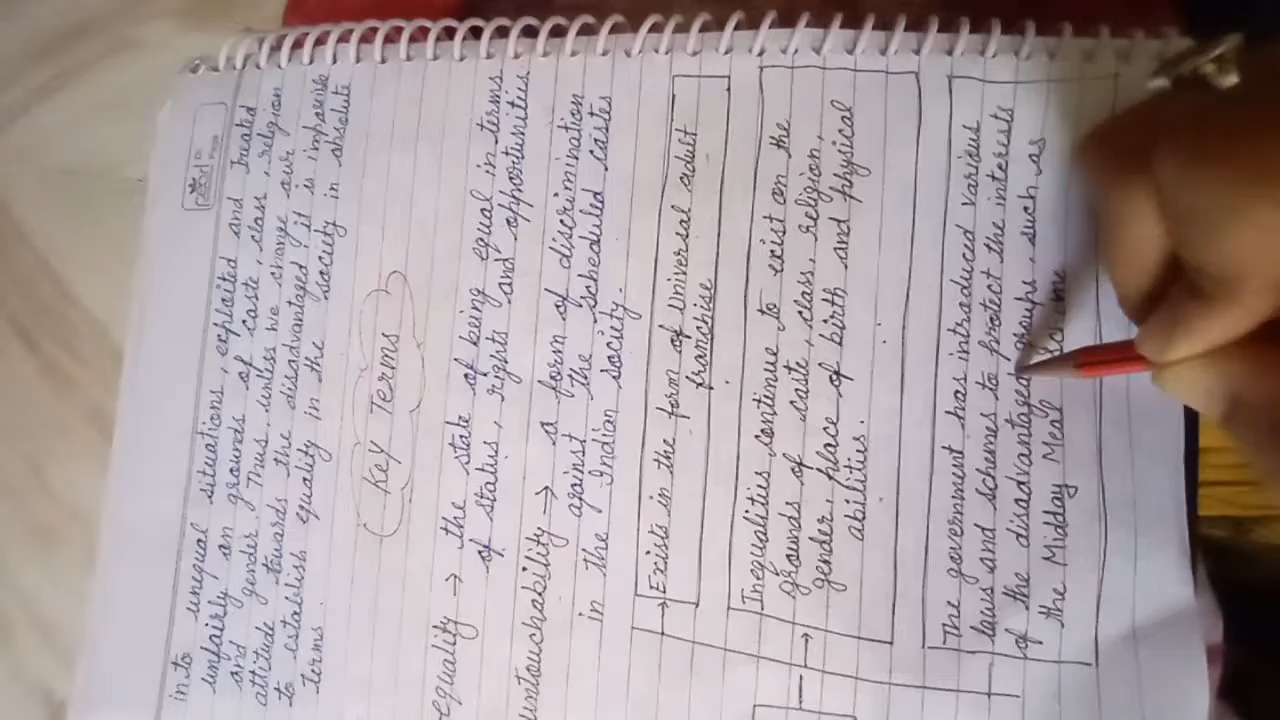 into unequal situations, exploited and treated
unfairly on grounds of caste, class, religion
and gender. Thus, unless we change our
attitude towards the disadvantaged it is impossible
to establish equality in the society in absolute
terms.
Key Terms
equality → the state of being equal in terms
of status, rights and opportunities
untouchability → a form of discrimination
against the scheduled castes
in the Indian society.
Exists in the form of Universal adult
franchise
Inequalities continue to exist on the
grounds of caste, class, religion,
gender, place of birth and physical
abilities.
The government has intraduced various
laws and schemes to protect the interests
of the disadvantaged groups, such as
the Midday Meal Scheme